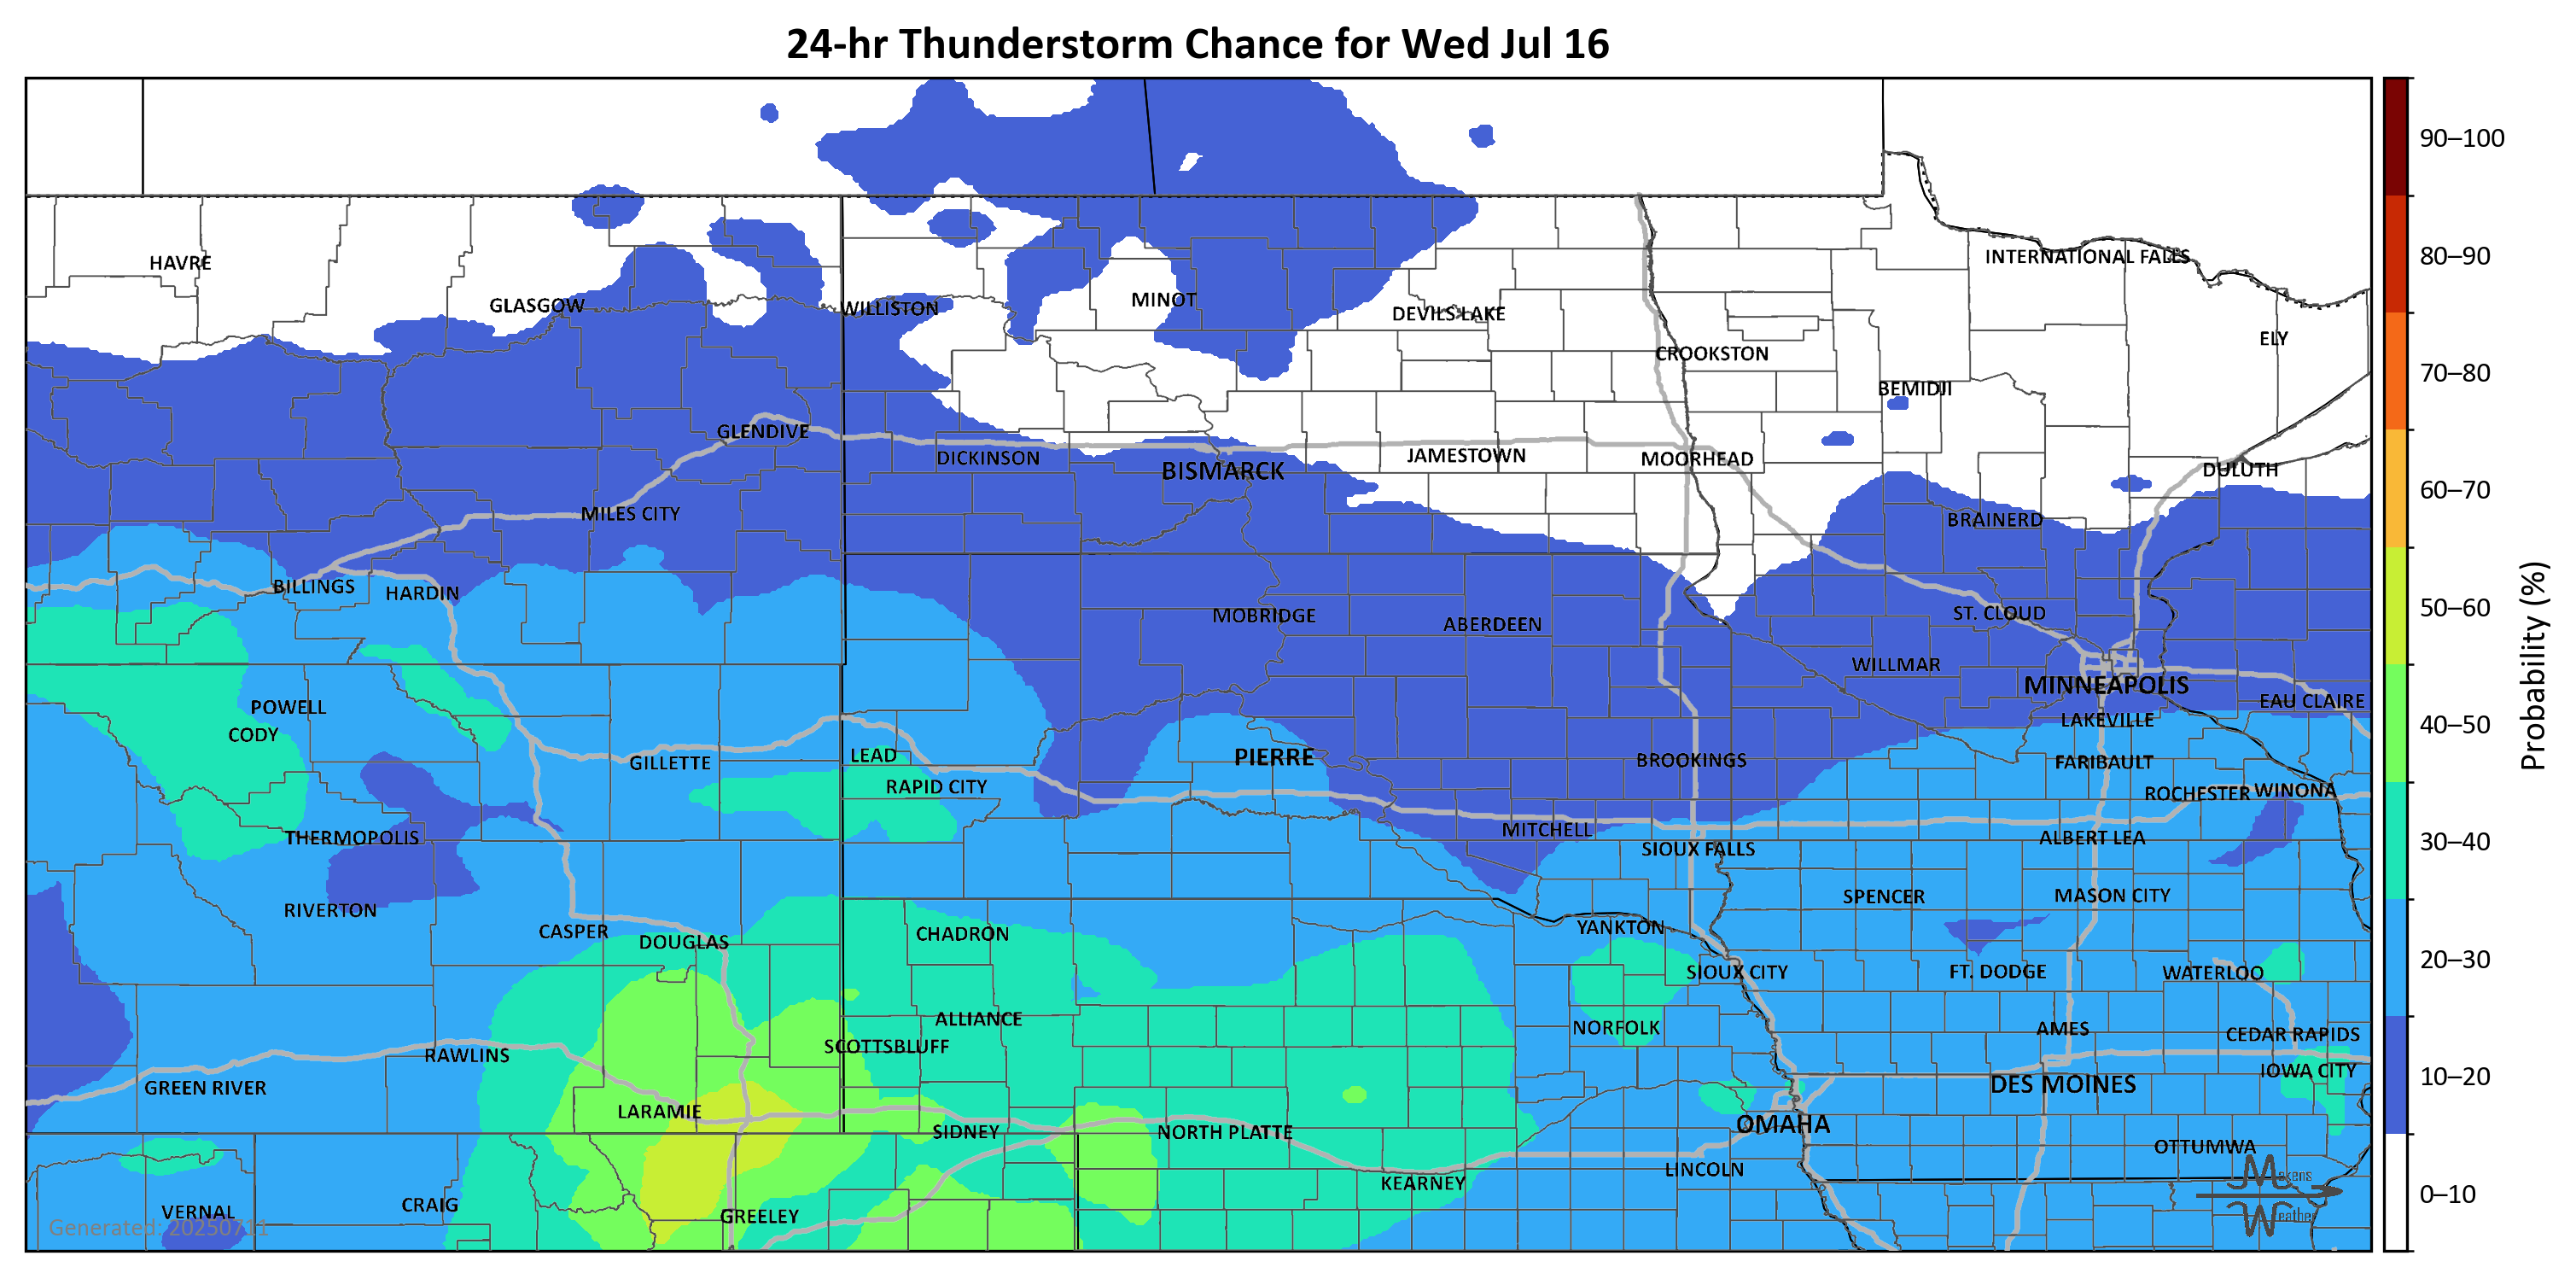 24-hr Thunderstorm Chance for Wed Jul 16
90–100
80–90
70–80
60–70
50–60
40–50
30–40
20–30
10–20
0–10
Probability (%)
HAVRE
INTERNATIONAL FALLS
GLASGOW
WILLISTON
MINOT
DEVILS LAKE
ELY
CROOKSTON
BEMIDJI
GLENDIVE
DICKINSON
BISMARCK
JAMESTOWN
MOORHEAD
DULUTH
MILES CITY
BRAINERD
BILLINGS
HARDIN
MOBRIDGE
ABERDEEN
ST. CLOUD
WILLMAR
MINNEAPOLIS
EAU CLAIRE
POWELL
CODY
LAKEVILLE
LEAD
GILLETTE
PIERRE
BROOKINGS
FARIBAULT
RAPID CITY
ROCHESTER
WINONA
THERMOPOLIS
MITCHELL
ALBERT LEA
SIOUX FALLS
RIVERTON
SPENCER
MASON CITY
CASPER
DOUGLAS
CHADRON
YANKTON
SIOUX CITY
FT. DODGE
WATERLOO
ALLIANCE
NORFOLK
AMES
CEDAR RAPIDS
RAWLINS
SCOTTSBLUFF
GREEN RIVER
DES MOINES
IOWA CITY
LARAMIE
SIDNEY
NORTH PLATTE
OMAHA
OTTUMWA
LINCOLN
KEARNEY
VERNAL
CRAIG
GREELEY
Generated: 20250711
Makens
Weather